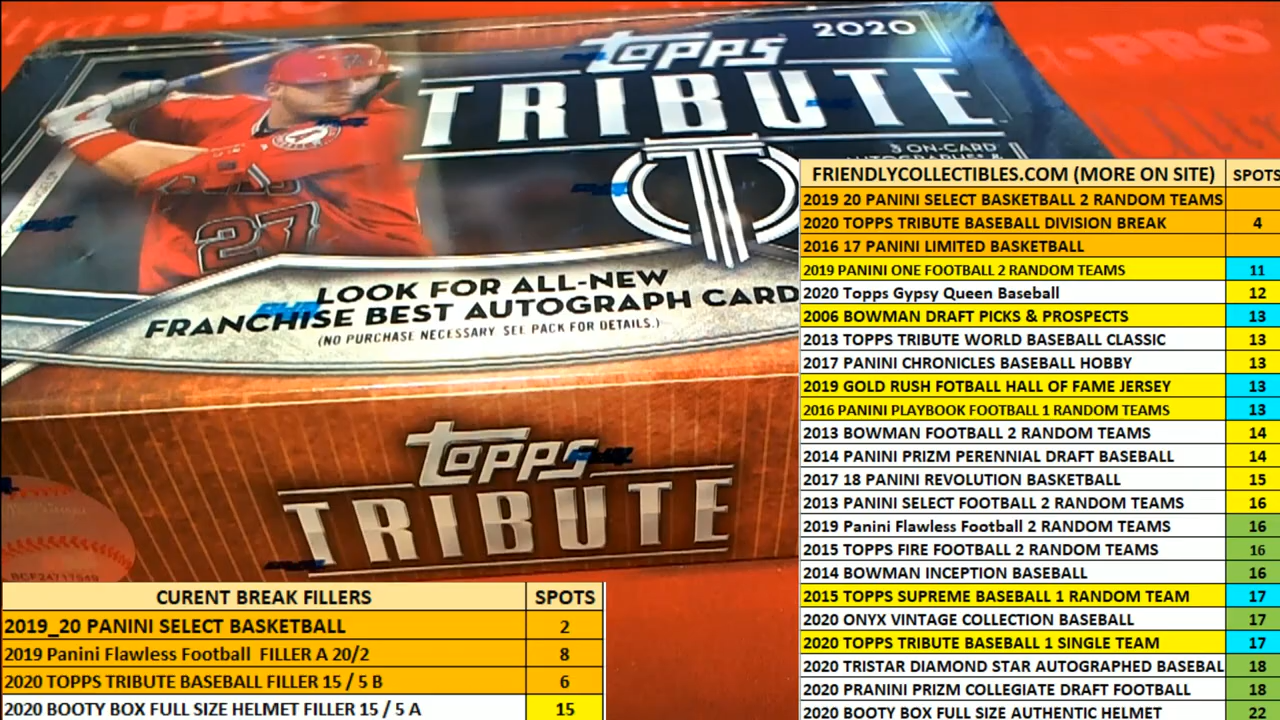 2020
topps
TRIBUTE
3 ON-CARD
AUTOGRAPHS &
27
LOOK FOR ALL-NEW
FRANCHISE BEST AUTOGRAPH CARD
(NO PURCHASE NECESSARY SEE PACK FOR DETAILS.)
topps
TRIBUTE
BCF24717549
CURENT BREAK FILLERS SPOTS
2019_20 PANINI SELECT BASKETBALL 2
2019 Panini Flawless Football FILLER A 20/2 8
2020 TOPPS TRIBUTE BASEBALL FILLER 15 / 5 B 6
2020 BOOTY BOX FULL SIZE HELMET FILLER 15 / 5 A 15
FRIENDLYCOLLECTIBLES.COM (MORE ON SITE) SPOTS
2019 20 PANINI SELECT BASKETBALL 2 RANDOM TEAMS
2020 TOPPS TRIBUTE BASEBALL DIVISION BREAK 4
2016 17 PANINI LIMITED BASKETBALL
2019 PANINI ONE FOOTBALL 2 RANDOM TEAMS 11
2020 Topps Gypsy Queen Baseball 12
2006 BOWMAN DRAFT PICKS & PROSPECTS 13
2013 TOPPS TRIBUTE WORLD BASEBALL CLASSIC 13
2017 PANINI CHRONICLES BASEBALL HOBBY 13
2019 GOLD RUSH FOTBALL HALL OF FAME JERSEY 13
2016 PANINI PLAYBOOK FOOTBALL 1 RANDOM TEAMS 13
2013 BOWMAN FOOTBALL 2 RANDOM TEAMS 14
2014 PANINI PRIZM PERENNIAL DRAFT BASEBALL 14
2017 18 PANINI REVOLUTION BASKETBALL 15
2013 PANINI SELECT FOOTBALL 2 RANDOM TEAMS 16
2019 Panini Flawless Football 2 RANDOM TEAMS 16
2015 TOPPS FIRE FOOTBALL 2 RANDOM TEAMS 16
2014 BOWMAN INCEPTION BASEBALL 16
2015 TOPPS SUPREME BASEBALL 1 RANDOM TEAM 17
2020 ONYX VINTAGE COLLECTION BASEBALL 17
2020 TOPPS TRIBUTE BASEBALL 1 SINGLE TEAM 17
2020 TRISTAR DIAMOND STAR AUTOGRAPHED BASEBAL 18
2020 PRANINI PRIZM COLLEGIATE DRAFT FOOTBALL 18
2020 BOOTY BOX FULL SIZE AUTHENTIC HELMET 22